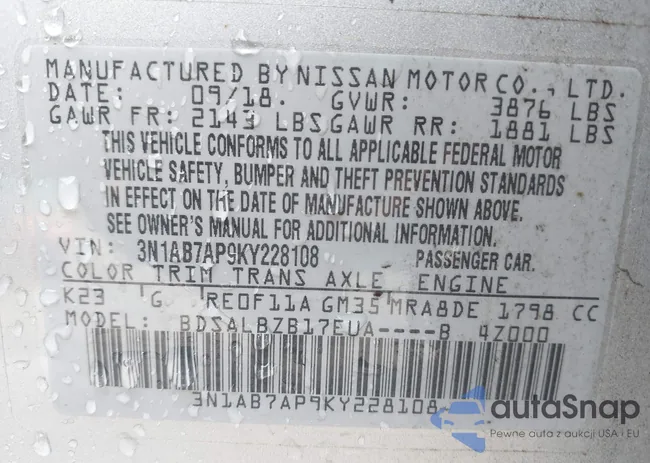 MANUFACTURED BY NISSAN MOTOR CO., LTD.
DATE: 09/18. GVWR: 3876 LBS
GAWR FR: 2143 LBS GAWR RR: 1881 LBS
THIS VEHICLE CONFORMS TO ALL APPLICABLE FEDERAL MOTOR
VEHICLE SAFETY, BUMPER AND THEFT PREVENTION STANDARDS
IN EFFECT ON THE DATE OF MANUFACTURE SHOWN ABOVE.
SEE OWNER'S MANUAL FOR ADDITIONAL INFORMATION.
VIN: 3N1AB7AP9KY228108 PASSENGER CAR.
COLOR TRIM TRANS AXLE ENGINE
K23 G RE0F11A GM35 MRA8DE 1798 CC
MODEL: BDSALBZB17EUA----B 4Z000
3N1AB7AP9KY228108
autoSnap
Pewne auta z aukcji USA i EU